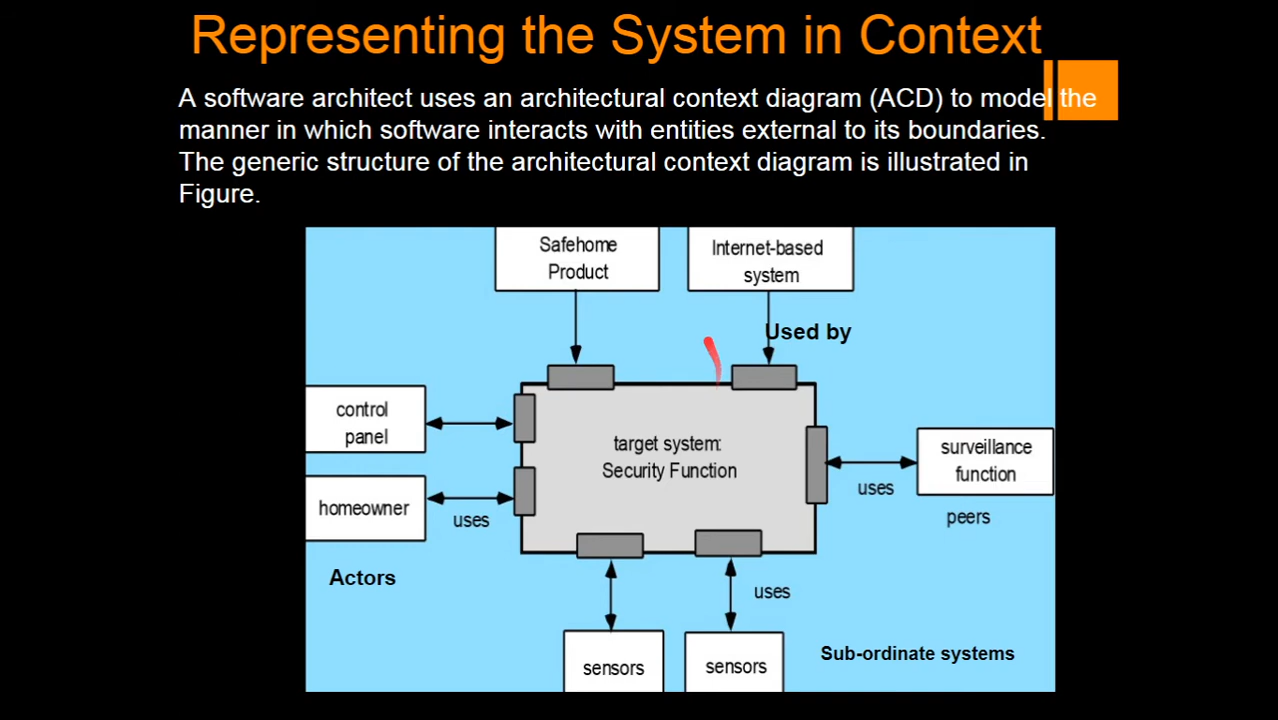 Representing the System in Context
A software architect uses an architectural context diagram (ACD) to model the
manner in which software interacts with entities external to its boundaries.
The generic structure of the architectural context diagram is illustrated in
Figure.
Safehome
Product
Internet-based
system
Used by
control
panel
target system:
Security Function
surveillance
function
homeowner
uses
uses
peers
Actors
uses
Sub-ordinate systems
sensors
sensors